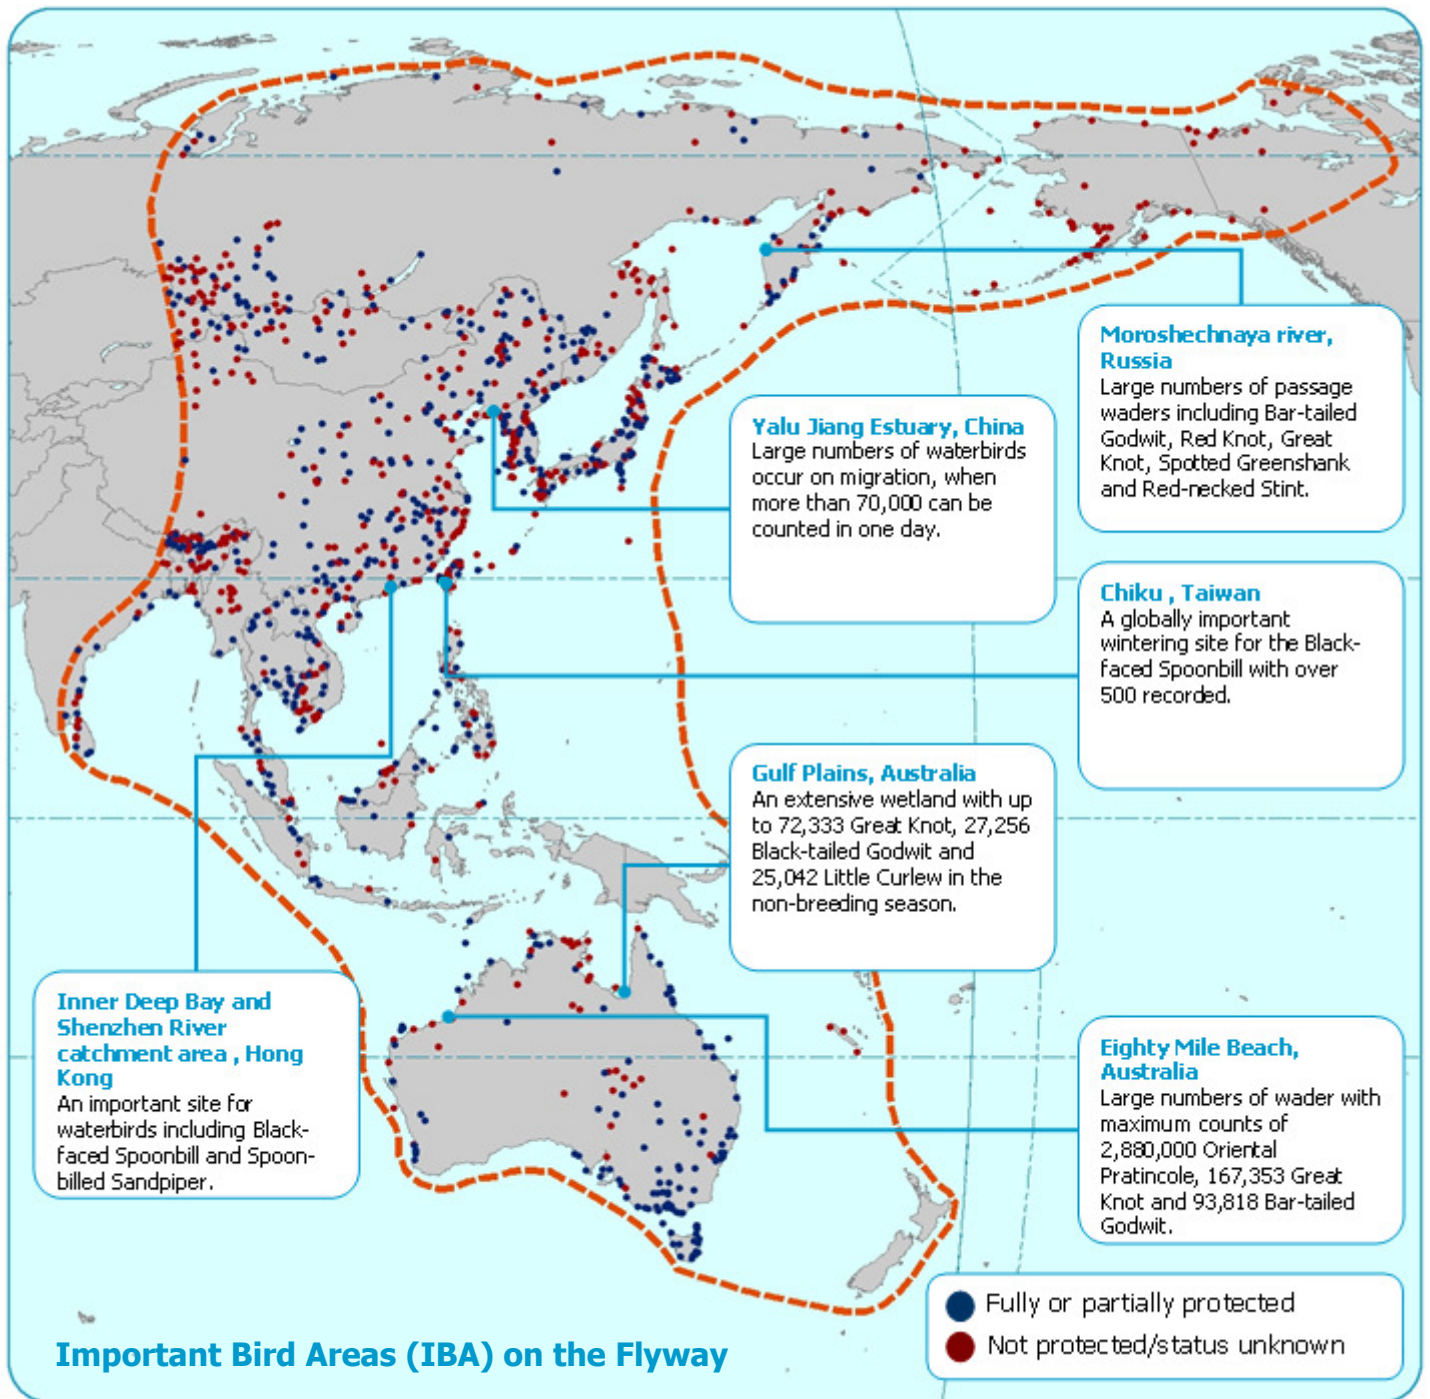 Moroshechnaya river,
Russia
Large numbers of passage
waders including Bar-tailed
Godwit, Red Knot, Great
Knot, Spotted Greenshank
and Red-necked Stint.
Yalu Jiang Estuary, China
Large numbers of waterbirds
occur on migration, when
more than 70,000 can be
counted in one day.
Chiku , Taiwan
A globally important
wintering site for the Black-
faced Spoonbill with over
500 recorded.
Gulf Plains, Australia
An extensive wetland with up
to 72,333 Great Knot, 27,256
Black-tailed Godwit and
25,042 Little Curlew in the
non-breeding season.
Inner Deep Bay and
Shenzhen River
catchment area , Hong
Kong
An important site for
waterbirds including Black-
faced Spoonbill and Spoon-
billed Sandpiper.
Eighty Mile Beach,
Australia
Large numbers of wader with
maximum counts of
2,880,000 Oriental
Pratincole, 167,353 Great
Knot and 93,818 Bar-tailed
Godwit.
Fully or partially protected
Not protected/status unknown
Important Bird Areas (IBA) on the Flyway